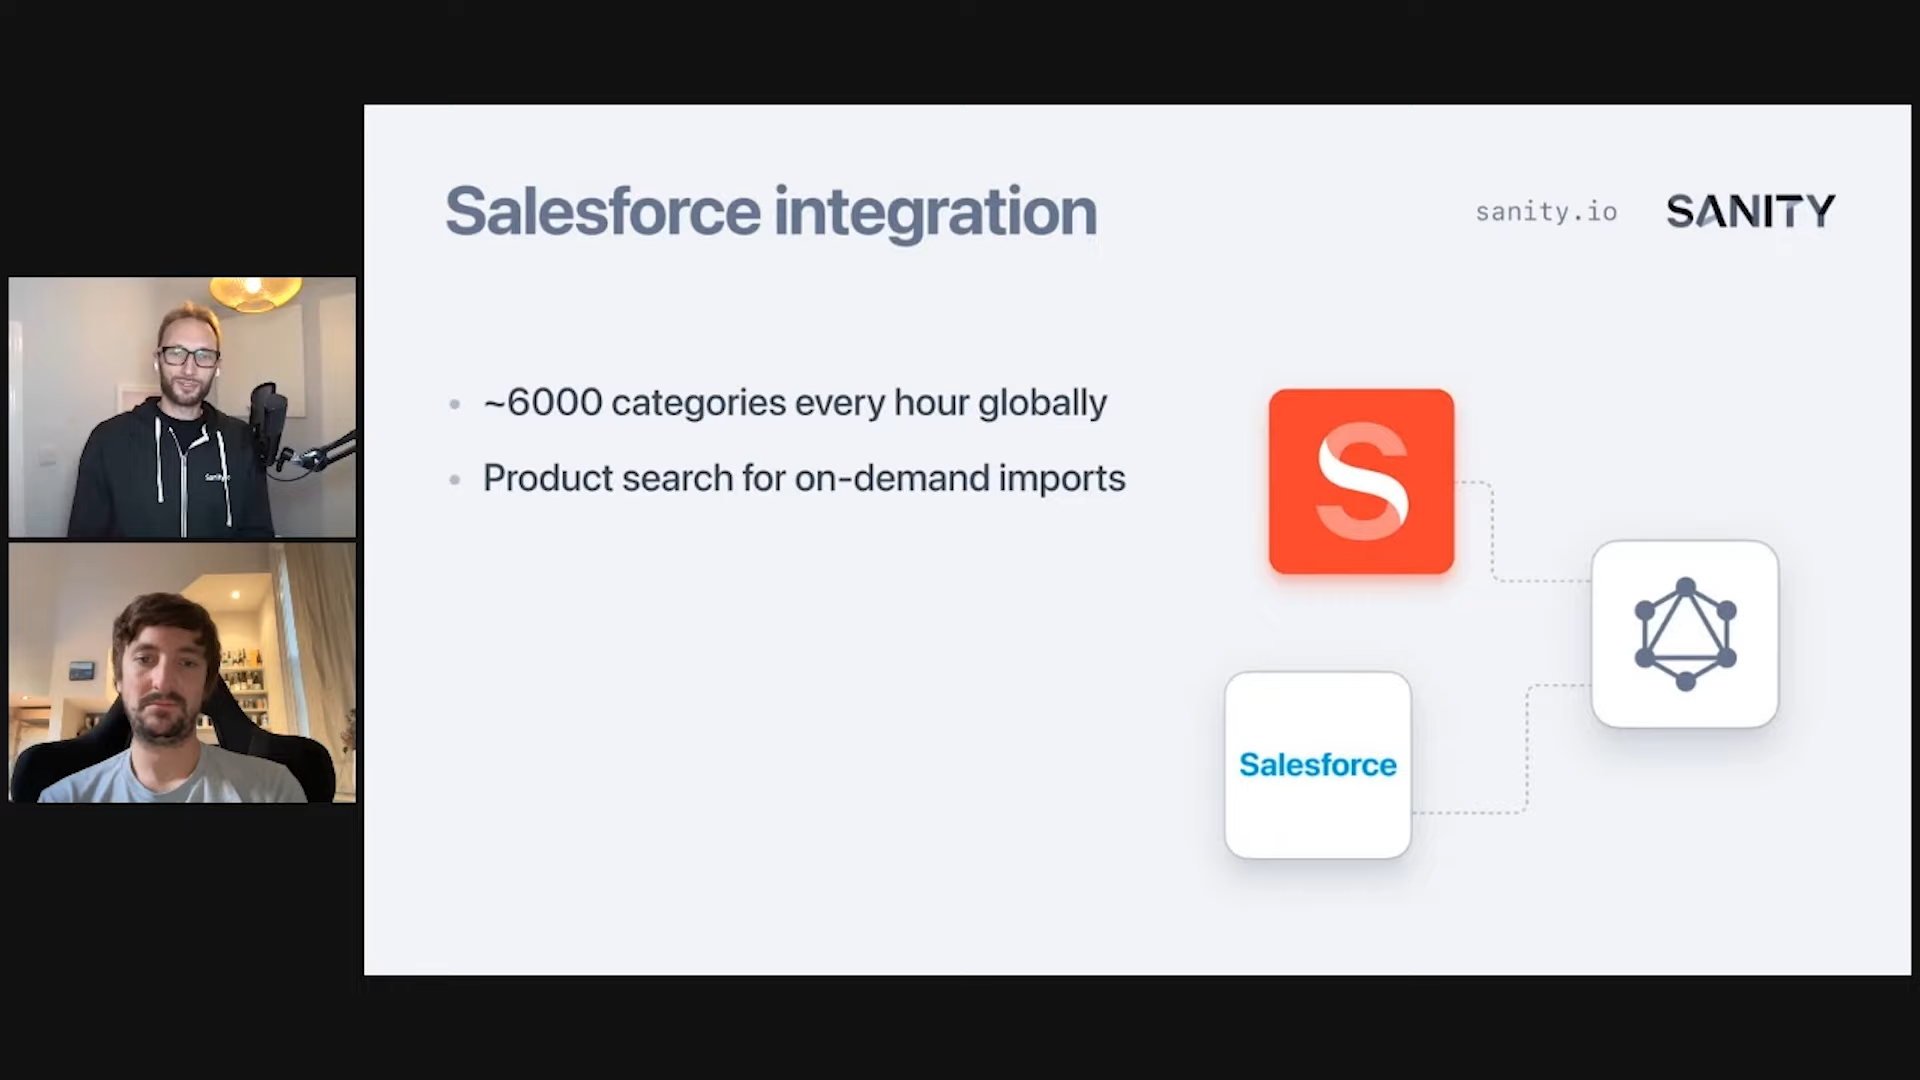 Salesforce integration
sanity.io
SANITY
~6000 categories every hour globally
Product search for on-demand imports
S
Salesforce